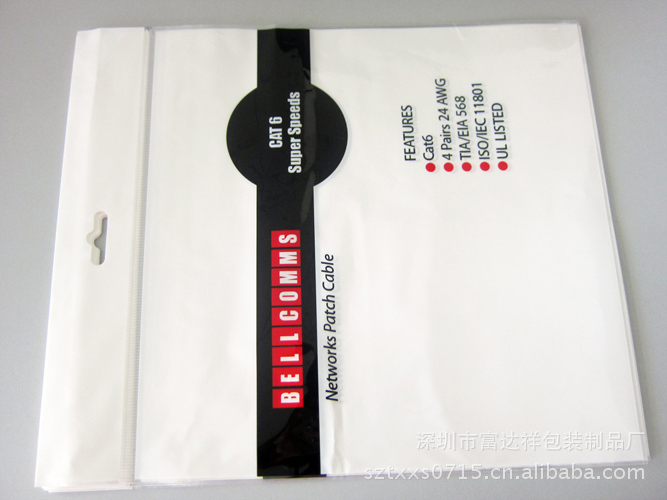 CAT 6
Super Speeds
BELLCOMMS
Networks Patch Cable
FEATURES
Cat6
4 Pairs 24 AWG
TIA/EIA 568
ISO/IEC 11801
UL LISTED
深圳市富达祥包装制品厂
sztxxs0715.cn.alibaba.com